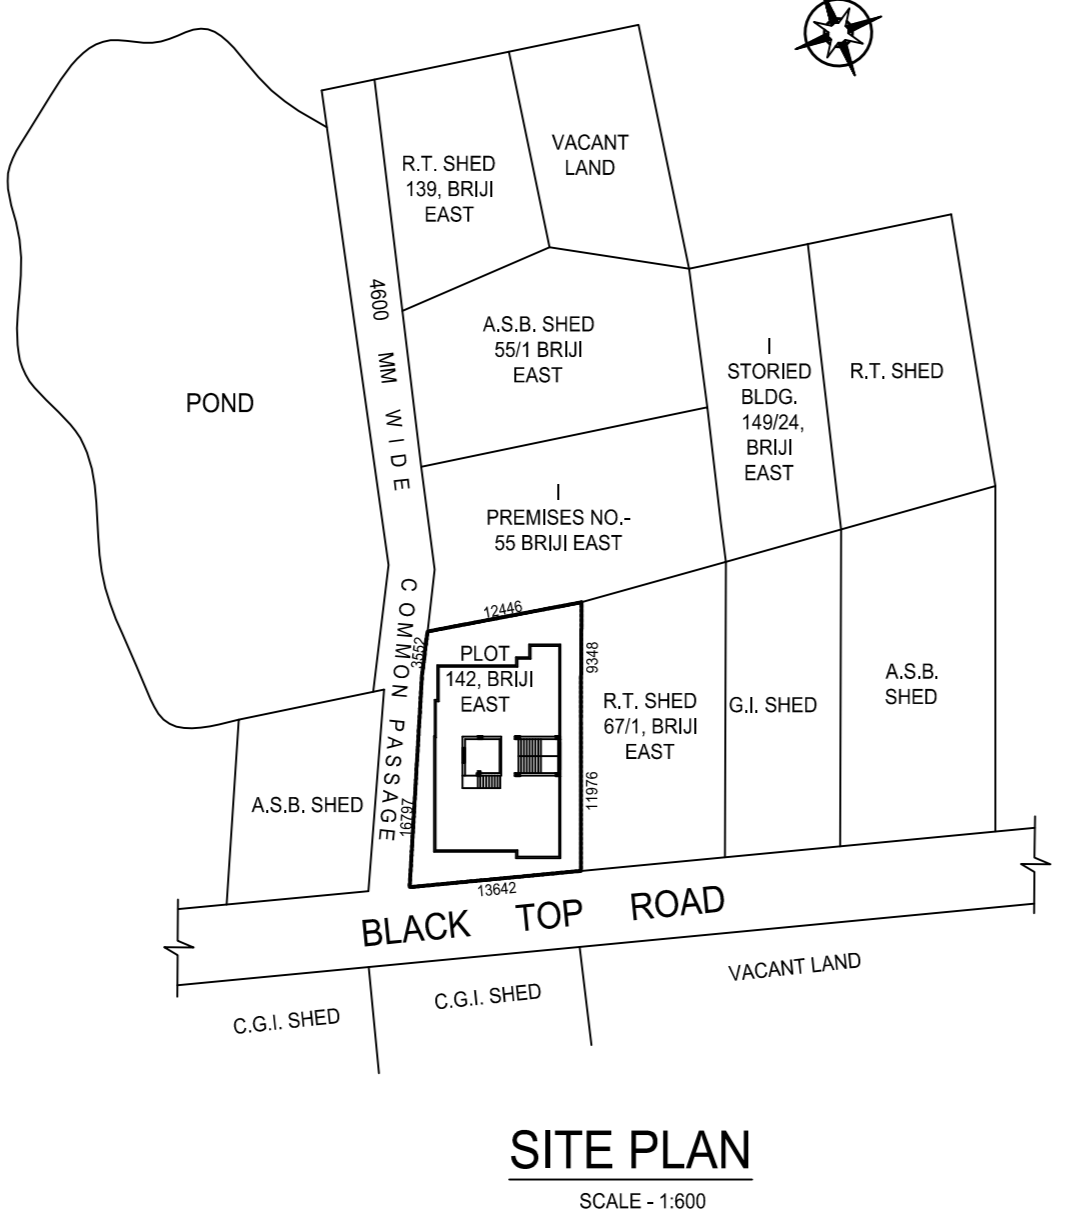 R.T. SHED
139, BRIJI
EAST
VACANT
LAND
4600 MM WIDE COMMON PASSAGE
A.S.B. SHED
55/1 BRIJI
EAST
I
STORIED
BLDG.
149/24,
BRIJI
EAST
R.T. SHED
POND
I
PREMISES NO.-
55 BRIJI EAST
12446
3552
9348
PLOT
142, BRIJI
EAST
R.T. SHED
67/1, BRIJI
EAST
G.I. SHED
A.S.B.
SHED
A.S.B. SHED
16797
11976
13642
BLACK TOP ROAD
C.G.I. SHED
C.G.I. SHED
VACANT LAND
SITE PLAN
SCALE - 1:600